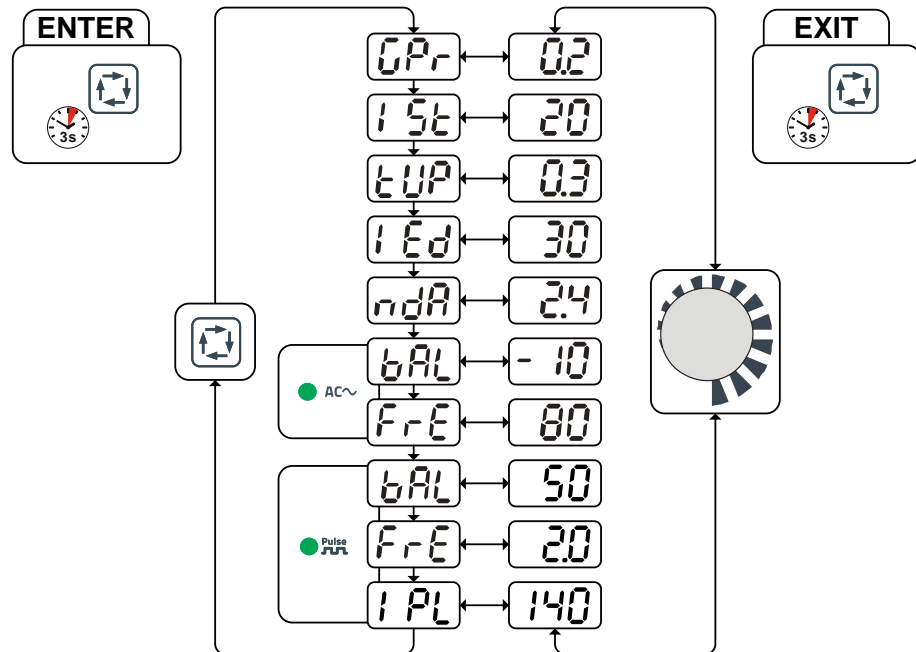 ENTER
EXIT
3s
3s
GPr 0.2
ISt 20
tUP 0.3
IEd 30
ndA 2.4
bAL - 10
AC
FrE 80
bAL 50
Pulse
FrE 2.0
IPL 140